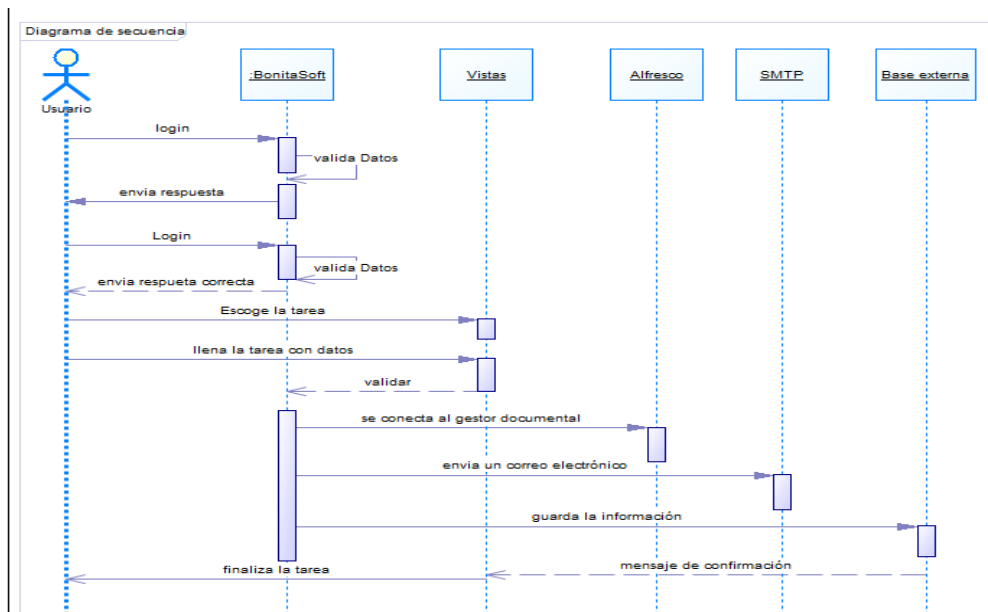 Diagrama de secuencia
:BonitaSoft
Vistas
Alfresco
SMTP
Base externa
Usuario
login
valida Datos
envia respuesta
Login
valida Datos
envia respueta correcta
Escoge la tarea
llena la tarea con datos
validar
se conecta al gestor documental
envia un correo electrónico
guarda la información
mensaje de confirmación
finaliza la tarea